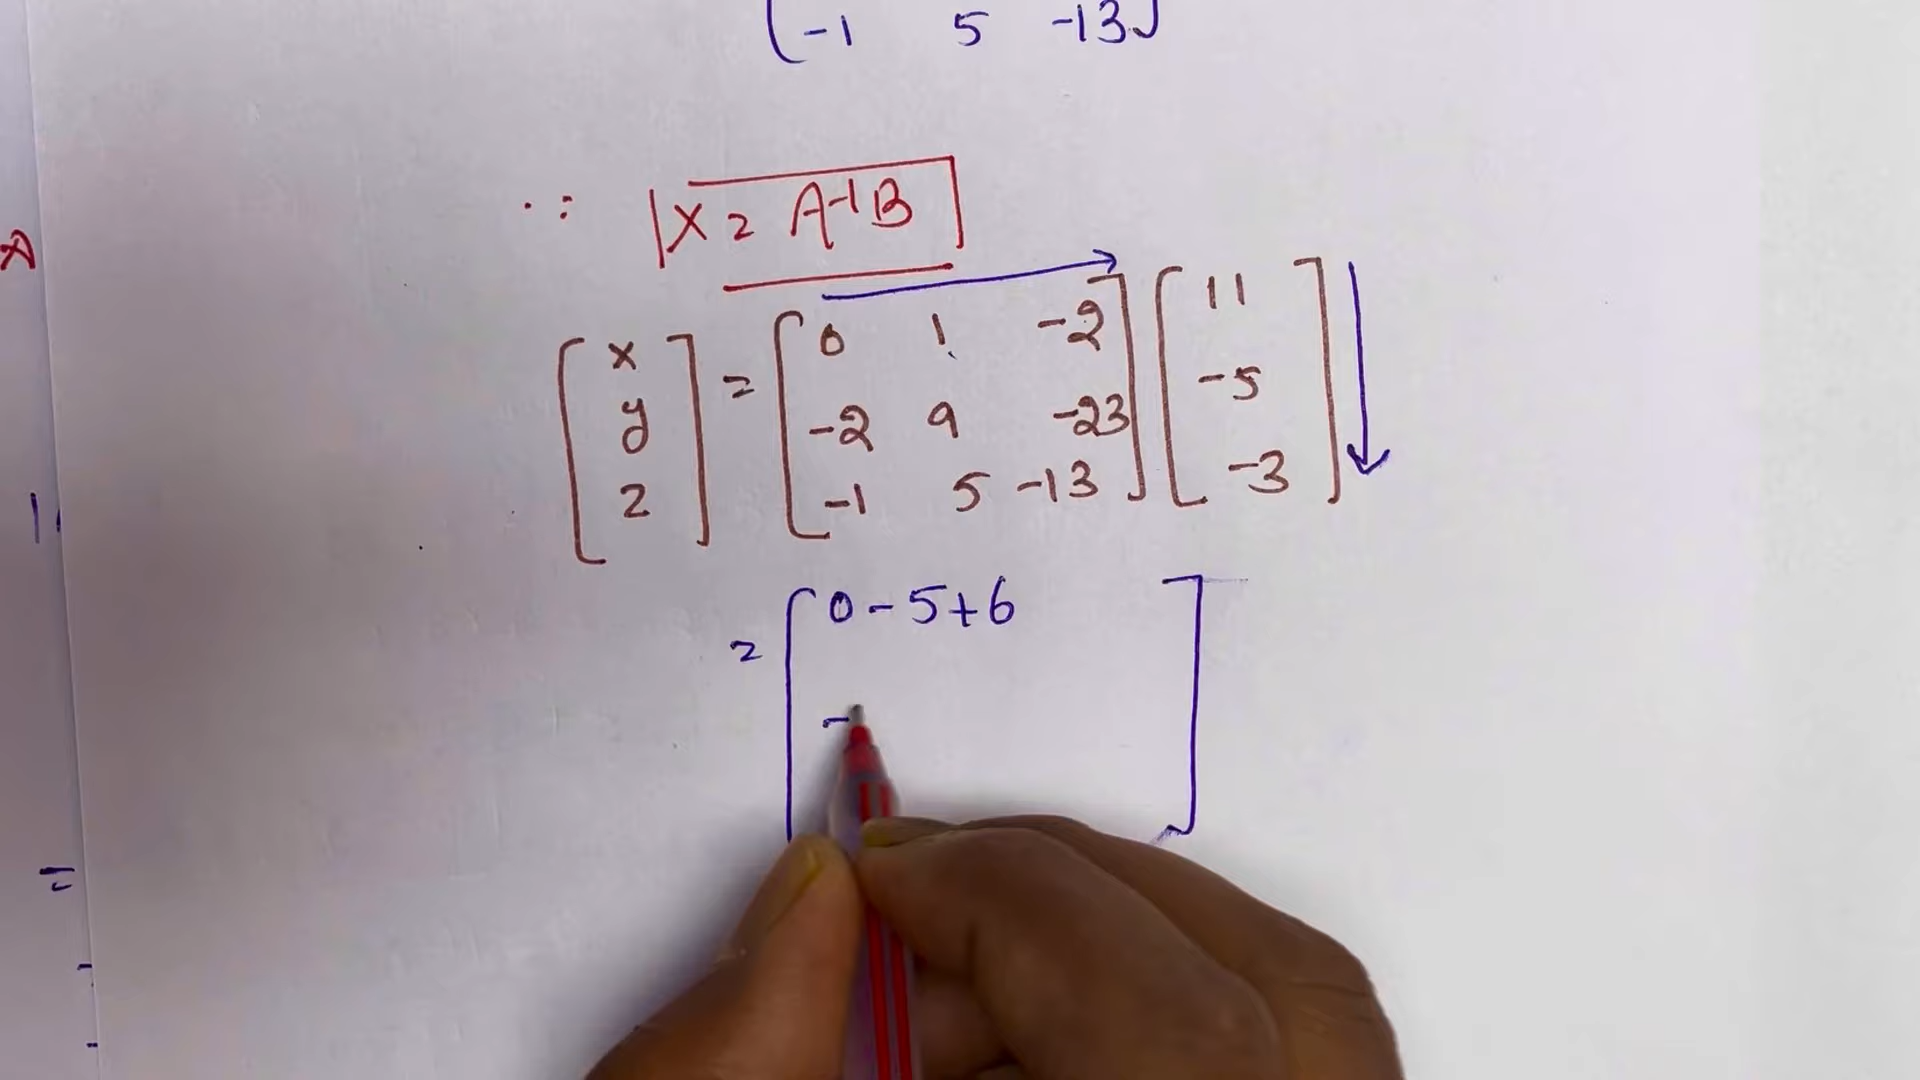 -1 5 -13
∵ X = A⁻¹B
[x y z] = [0 1 -2; -2 9 -23; -1 5 -13] [11 -5 -3]
= [0 - 5 + 6
-
A
=